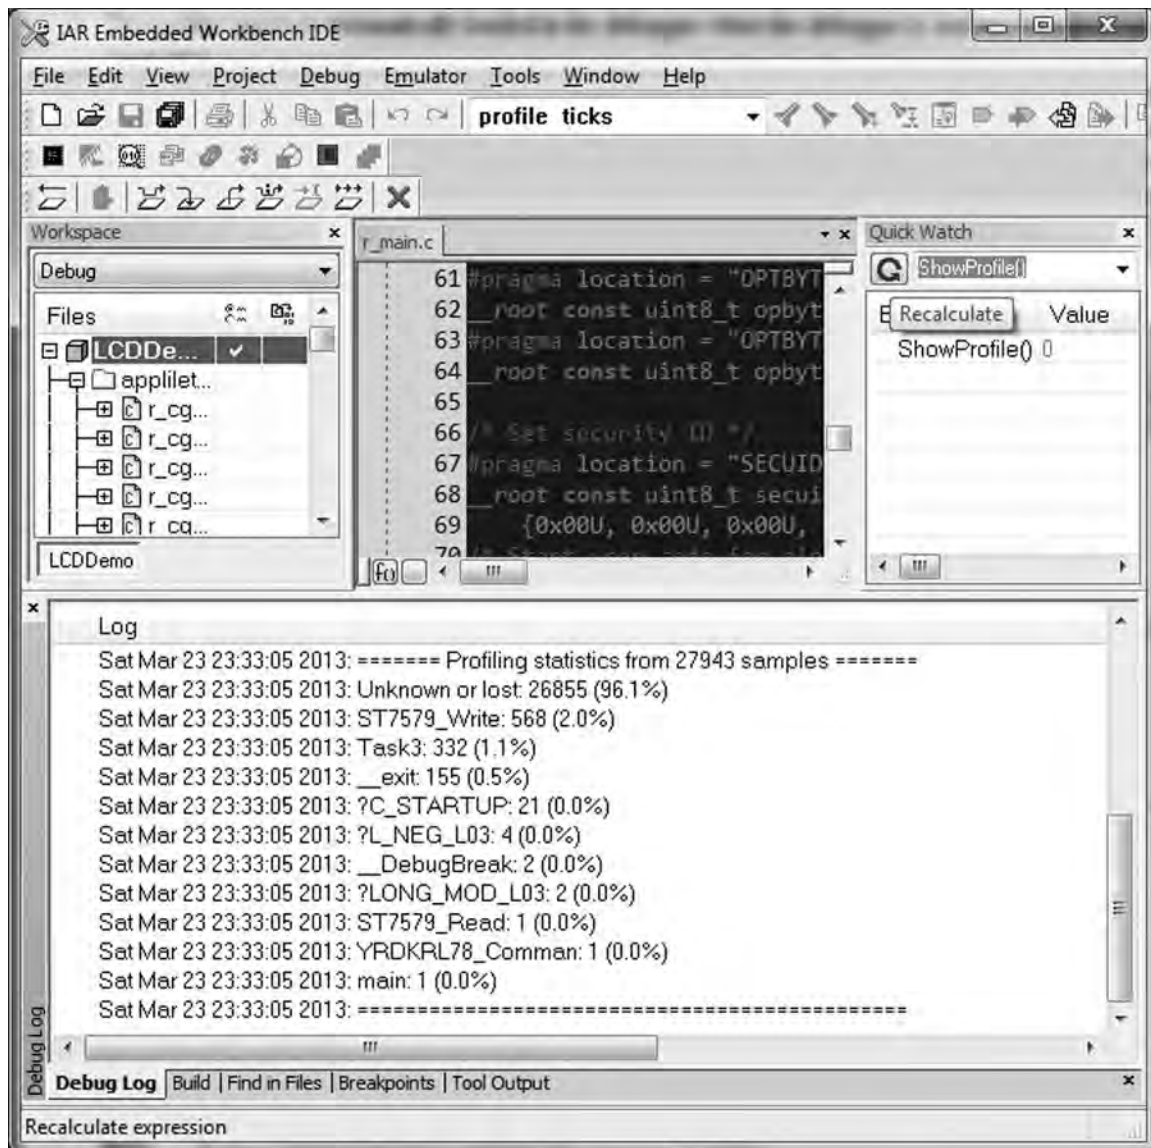 IAR Embedded Workbench IDE
File Edit View Project Debug Emulator Tools Window Help
profile ticks
Workspace
Debug
Files
LCDDe...
applilet...
r_cg...
r_cg...
r_cg...
r_cg...
r_cg...
LCDDemo
r_main.c
61 #pragma location = "OPTBYT
62 __root const uint8_t opbyt
63 #pragma location = "OPTBYT
64 __root const uint8_t opbyt
65
66 /* Set security ID */
67 #pragma location = "SECUID
68 __root const uint8_t secui
69 {0x00U, 0x00U, 0x00U,
70
Quick Watch
ShowProfile()
Recalculate
Value
ShowProfile() 0
Log
Sat Mar 23 23:33:05 2013: ======= Profiling statistics from 27943 samples =======
Sat Mar 23 23:33:05 2013: Unknown or lost: 26855 (96.1%)
Sat Mar 23 23:33:05 2013: ST7579_Write: 568 (2.0%)
Sat Mar 23 23:33:05 2013: Task3: 332 (1.1%)
Sat Mar 23 23:33:05 2013: __exit: 155 (0.5%)
Sat Mar 23 23:33:05 2013: ?C_STARTUP: 21 (0.0%)
Sat Mar 23 23:33:05 2013: ?L_NEG_L03: 4 (0.0%)
Sat Mar 23 23:33:05 2013: __DebugBreak: 2 (0.0%)
Sat Mar 23 23:33:05 2013: ?LONG_MOD_L03: 2 (0.0%)
Sat Mar 23 23:33:05 2013: ST7579_Read: 1 (0.0%)
Sat Mar 23 23:33:05 2013: YRDKRL78_Comman: 1 (0.0%)
Sat Mar 23 23:33:05 2013: main: 1 (0.0%)
Sat Mar 23 23:33:05 2013: =============================================
Debug Log
Debug Log Build Find in Files Breakpoints Tool Output
Recalculate expression